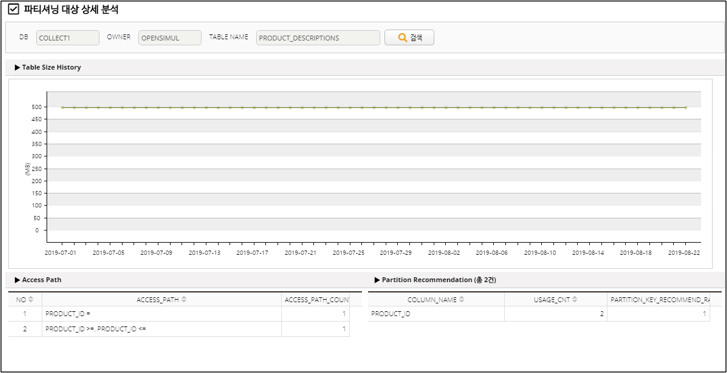 파티셔닝 대상 상세 분석
DB COLLECT1 OWNER OPENSIMUL TABLE NAME PRODUCT_DESCRIPTIONS 검색
▶ Table Size History
(MB)
500
450
400
350
300
250
200
150
100
50
0
2019-07-01 2019-07-05 2019-07-09 2019-07-13 2019-07-17 2019-07-21 2019-07-25 2019-07-29 2019-08-02 2019-08-06 2019-08-10 2019-08-14 2019-08-18 2019-08-22
▶ Access Path
NO ACCESS_PATH ACCESS_PATH_COUN
1 PRODUCT_ID = 1
2 PRODUCT_ID >=, PRODUCT_ID <= 1
▶ Partition Recommendation (총 2건)
COLUMN_NAME USAGE_CNT PARTITION_KEY_RECOMMEND_RA
PRODUCT_ID 2 1